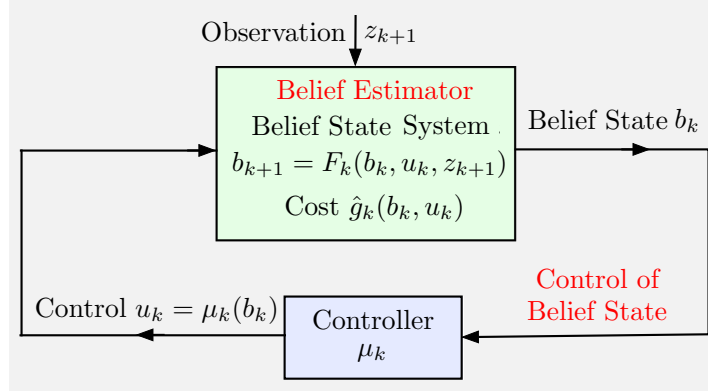 Observation z_{k+1}
Belief Estimator
Belief State System
b_{k+1} = F_k(b_k, u_k, z_{k+1})
Cost ĝ_k(b_k, u_k)
Belief State b_k
Control of
Belief State
Control u_k = μ_k(b_k)
Controller
μ_k